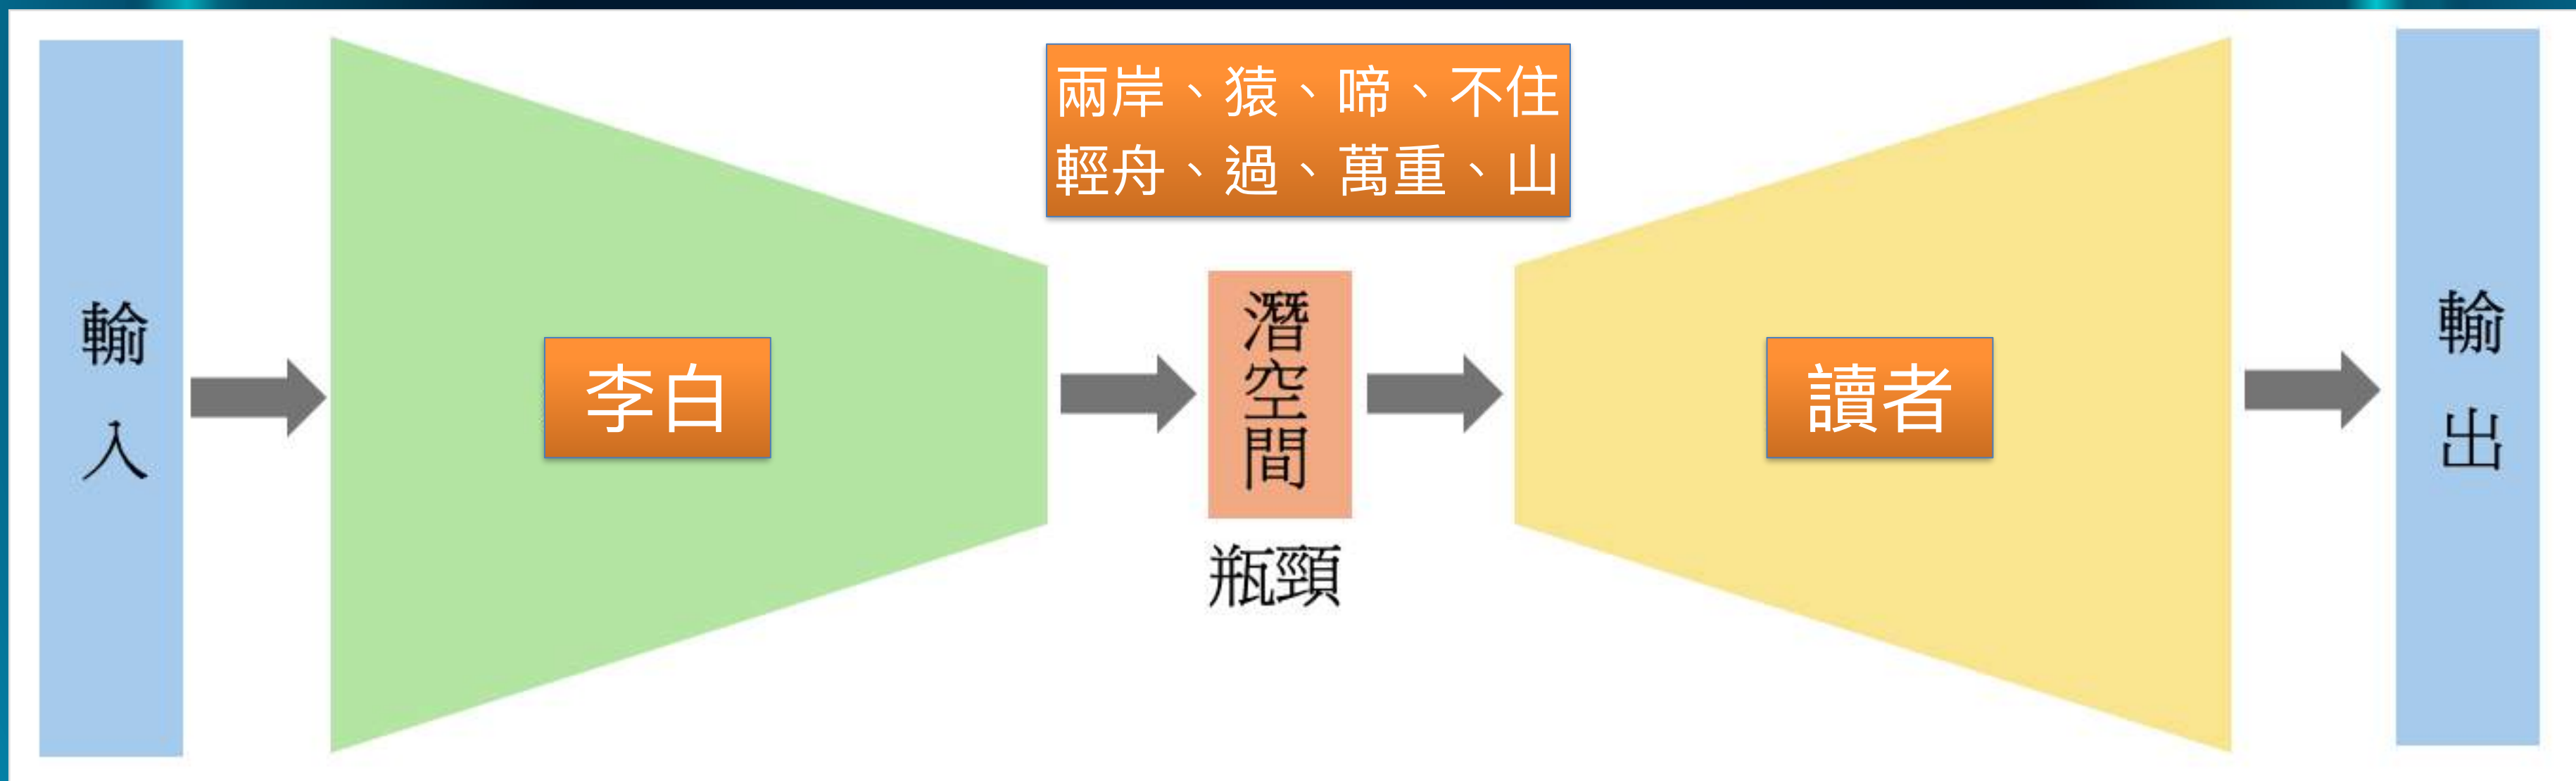 輸入
李白
兩岸、猿、啼、不住
輕舟、過、萬重、山
潛空間
瓶頸
讀者
輸出